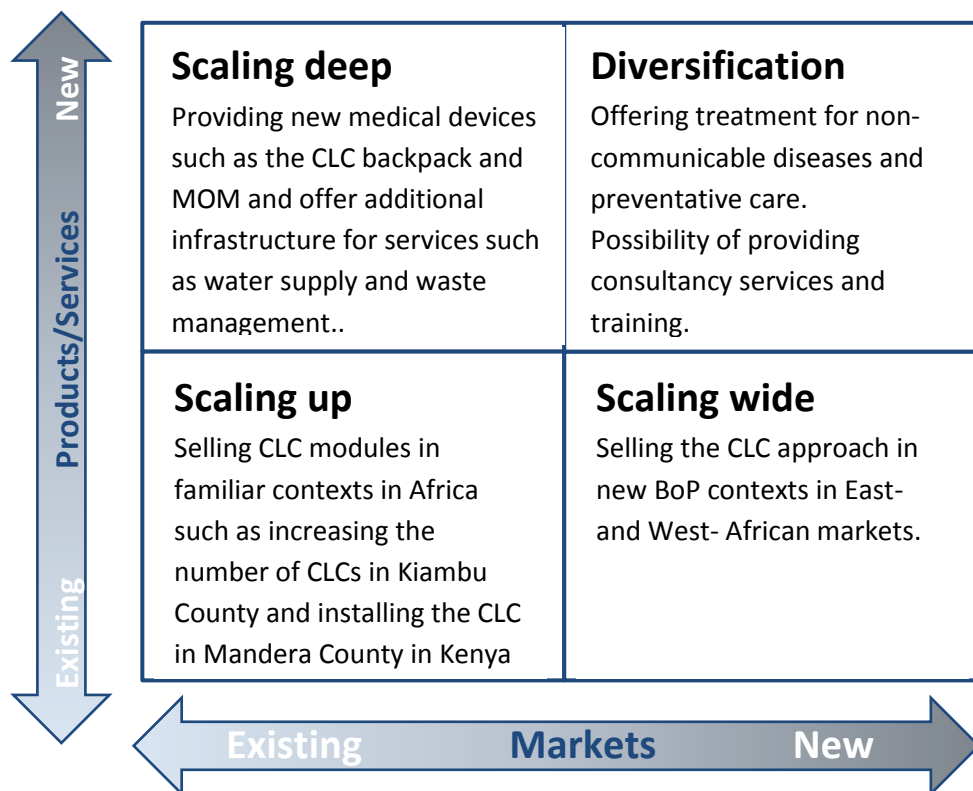 New
Products/Services
Existing
Scaling deep
Providing new medical devices
such as the CLC backpack and
MOM and offer additional
infrastructure for services such
as water supply and waste
management..
Diversification
Offering treatment for non-
communicable diseases and
preventative care.
Possibility of providing
consultancy services and
training.
Scaling up
Selling CLC modules in
familiar contexts in Africa
such as increasing the
number of CLCs in Kiambu
County and installing the CLC
in Mandera County in Kenya
Scaling wide
Selling the CLC approach in
new BoP contexts in East-
and West- African markets.
Existing Markets New